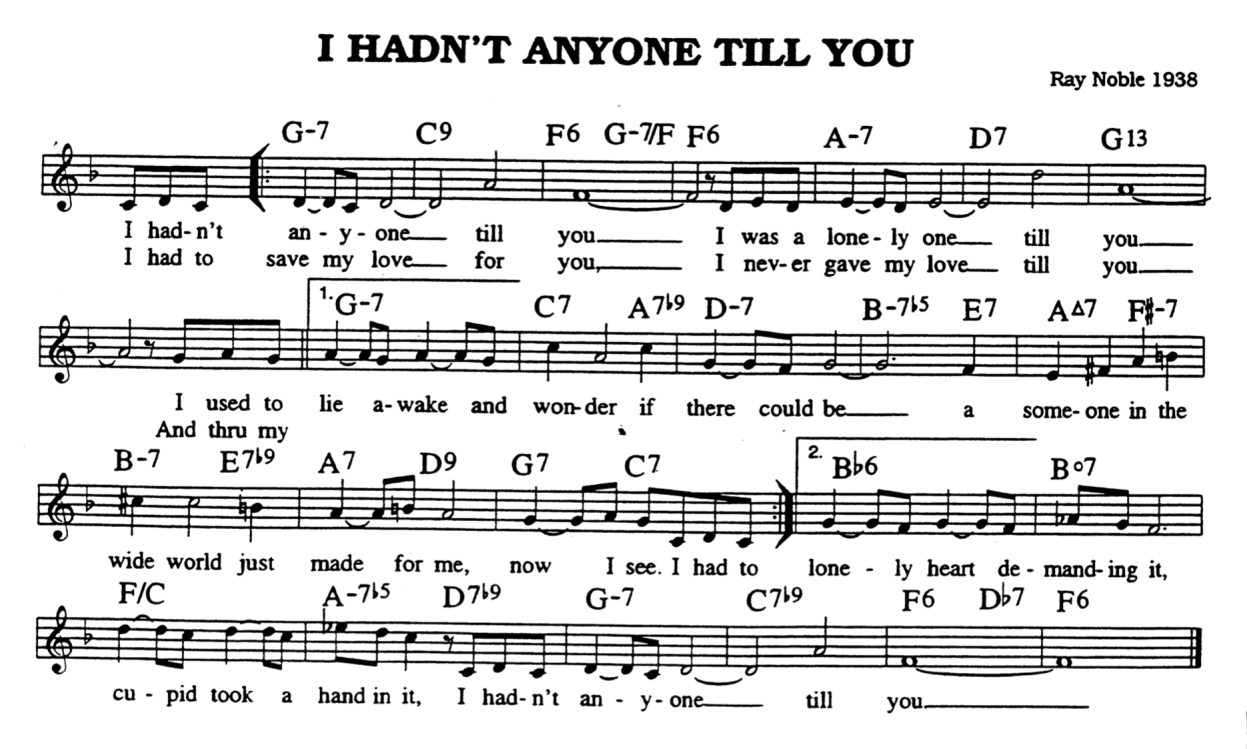 I HADN'T ANYONE TILL YOU
Ray Noble 1938
G-7 C9 F6 G-7/F F6 A-7 D7 G13
I had-n't an - y - one___ till you___ I was a lone - ly one___ till you___
I had to save my love___ for you,___ I nev-er gave my love___ till you___
1. G-7 C7 A7♭9 D-7 B-7♭5 E7 A△7 F#-7
I used to lie a-wake and won-der if there could be___ a some-one in the
And thru my
B-7 E7♭9 A7 D9 G7 C7 2. B♭6 B°7
wide world just made for me, now I see. I had to lone - ly heart de-mand-ing it,
F/C A-7♭5 D7♭9 G-7 C7♭9 F6 D♭7 F6
cu - pid took a hand in it, I had-n't an - y - one___ till you___